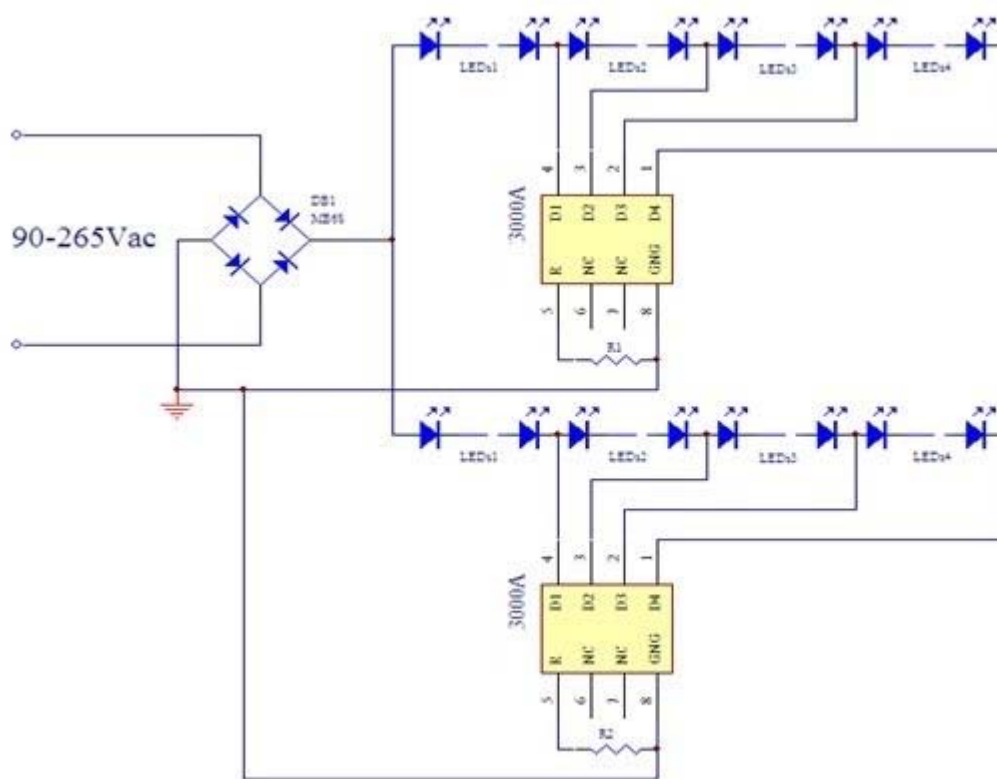 LEDs1
LEDs2
LEDs3
LEDs4
90-265Vac
DB1
3000A
4
3
2
1
D1
D2
D3
D4
R
NC
NC
GNG
5
6
7
8
R1
LEDs1
LEDs2
LEDs3
LEDs4
3000A
4
3
2
1
D1
D2
D3
D4
R
NC
NC
GNG
5
6
7
8
R2